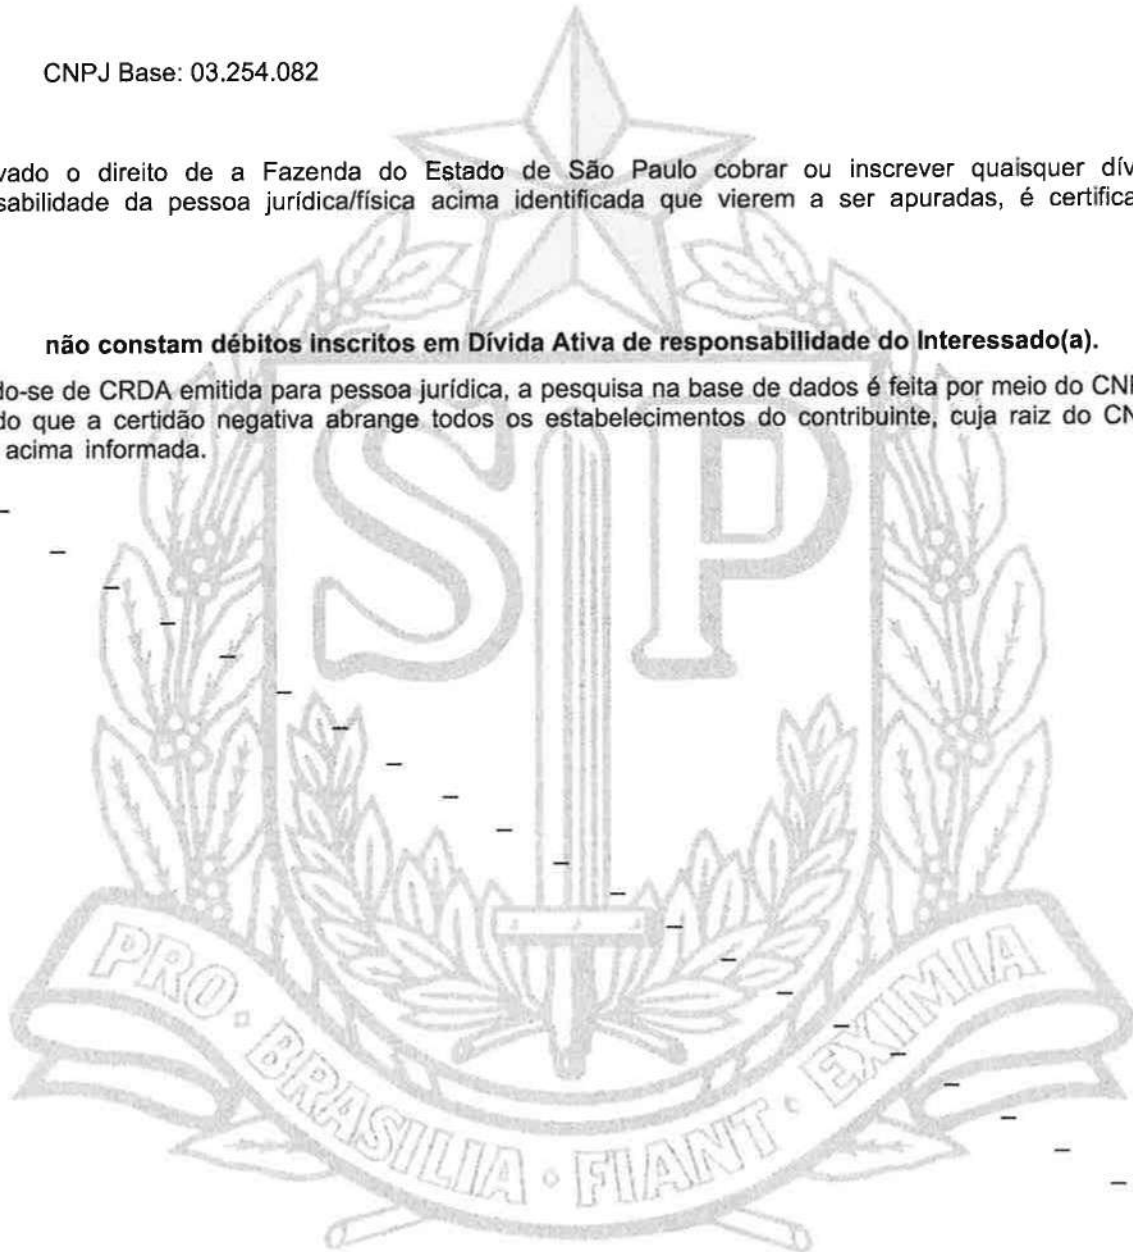 CNPJ Base: 03.254.082
vado o direito de a Fazenda do Estado de São Paulo cobrar ou inscrever quaisquer dív
sabilidade da pessoa jurídica/física acima identificada que vierem a ser apuradas, é certifica
não constam débitos inscritos em Dívida Ativa de responsabilidade do Interessado(a).
do-se de CRDA emitida para pessoa jurídica, a pesquisa na base de dados é feita por meio do CN
do que a certidão negativa abrange todos os estabelecimentos do contribuinte, cuja raiz do CN
acima informada.
SP
PRO · BRASILIA · FIANT · EXIMIA